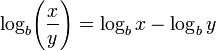 log_b(x/y) = log_b x − log_b y